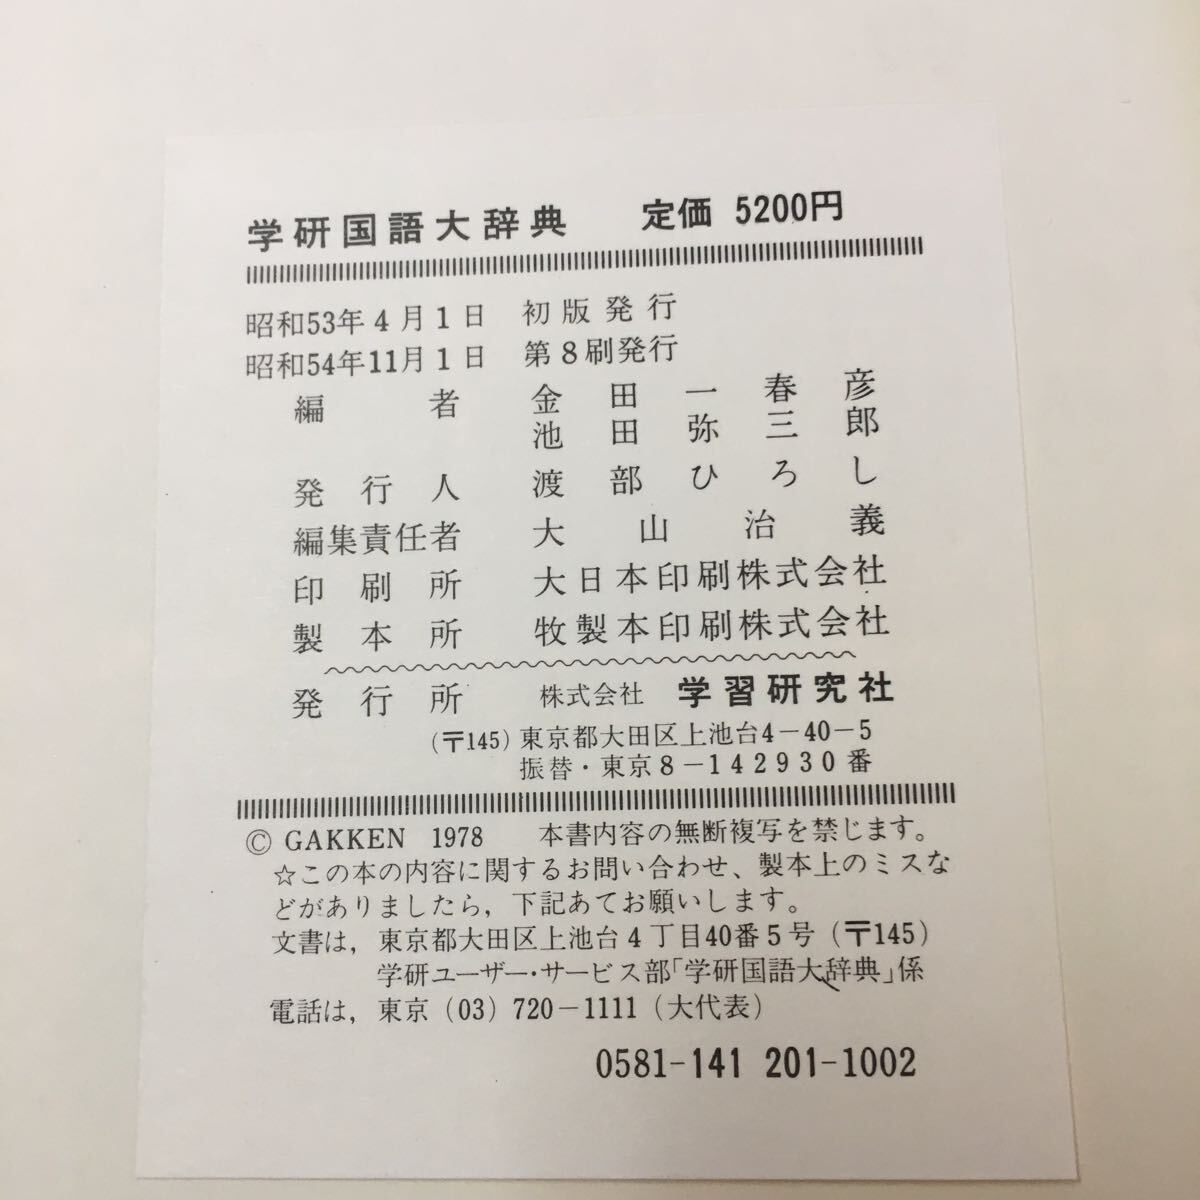 学研国語大辞典　定価 5200円
昭和53年4月1日　初版発行
昭和54年11月1日　第8刷発行
編者　金田一春彦
池田弥三郎
発行人　渡部ひろし
編集責任者　大山治義
印刷所　大日本印刷株式会社
製本所　牧製本印刷株式会社
発行所　株式会社 学習研究社
(〒145) 東京都大田区上池台4-40-5
振替・東京8-142930番
© GAKKEN 1978　本書内容の無断複写を禁じます。
☆この本の内容に関するお問い合わせ、製本上のミスな
どがありましたら，下記あてお願いします。
文書は，東京都大田区上池台4丁目40番5号(〒145)
学研ユーザー・サービス部「学研国語大辞典」係
電話は，東京(03)720-1111(大代表)
0581-141 201-1002